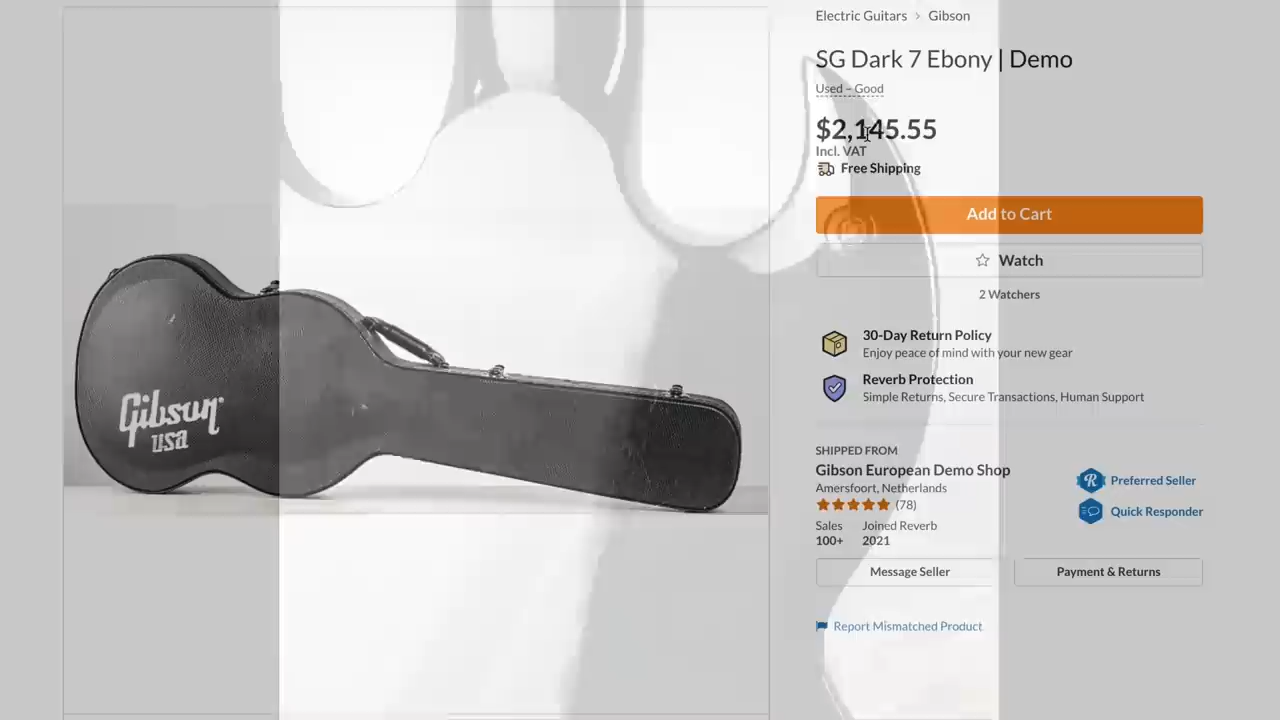 Electric Guitars > Gibson
SG Dark 7 Ebony | Demo
Used – Good
$2,145.55
Incl. VAT
Free Shipping
Add to Cart
Watch
2 Watchers
30-Day Return Policy
Enjoy peace of mind with your new gear
Reverb Protection
Simple Returns, Secure Transactions, Human Support
SHIPPED FROM
Gibson European Demo Shop
Amersfoort, Netherlands
(78)
Preferred Seller
Quick Responder
Sales Joined Reverb
100+ 2021
Message Seller
Payment & Returns
Report Mismatched Product
Gibson
USA